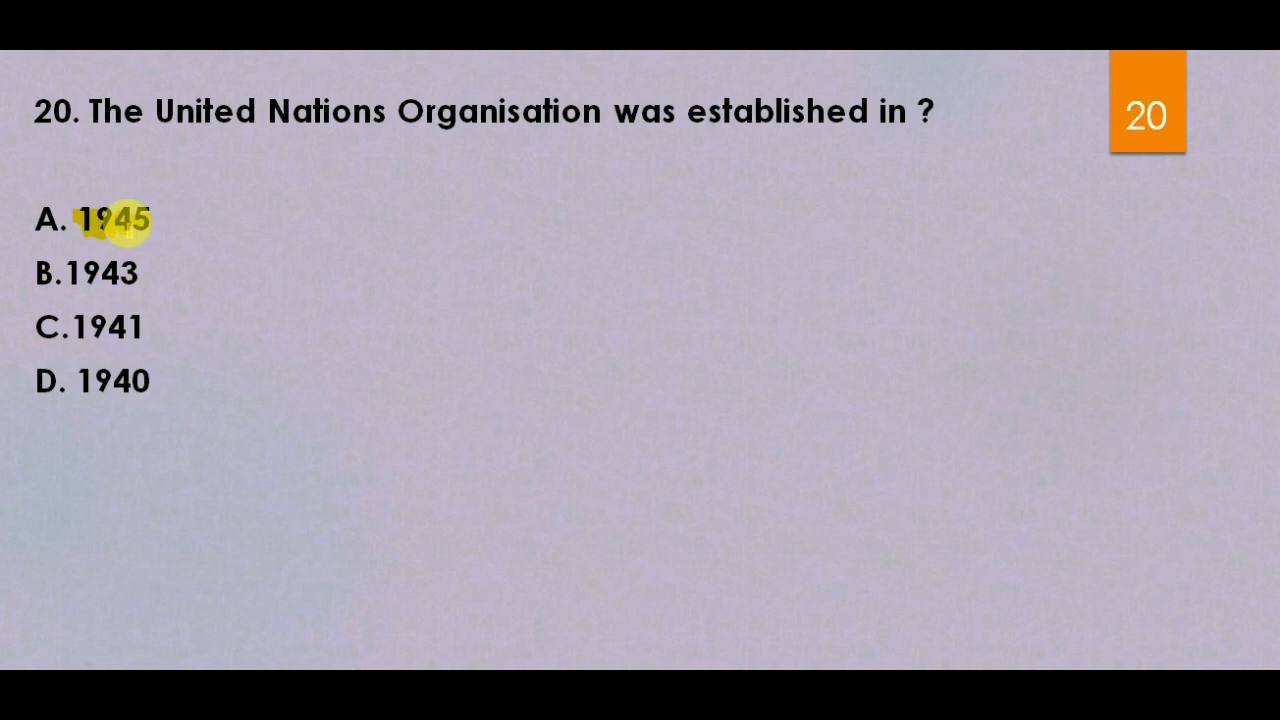 20. The United Nations Organisation was established in ?
20
A. 1945
B.1943
C.1941
D. 1940